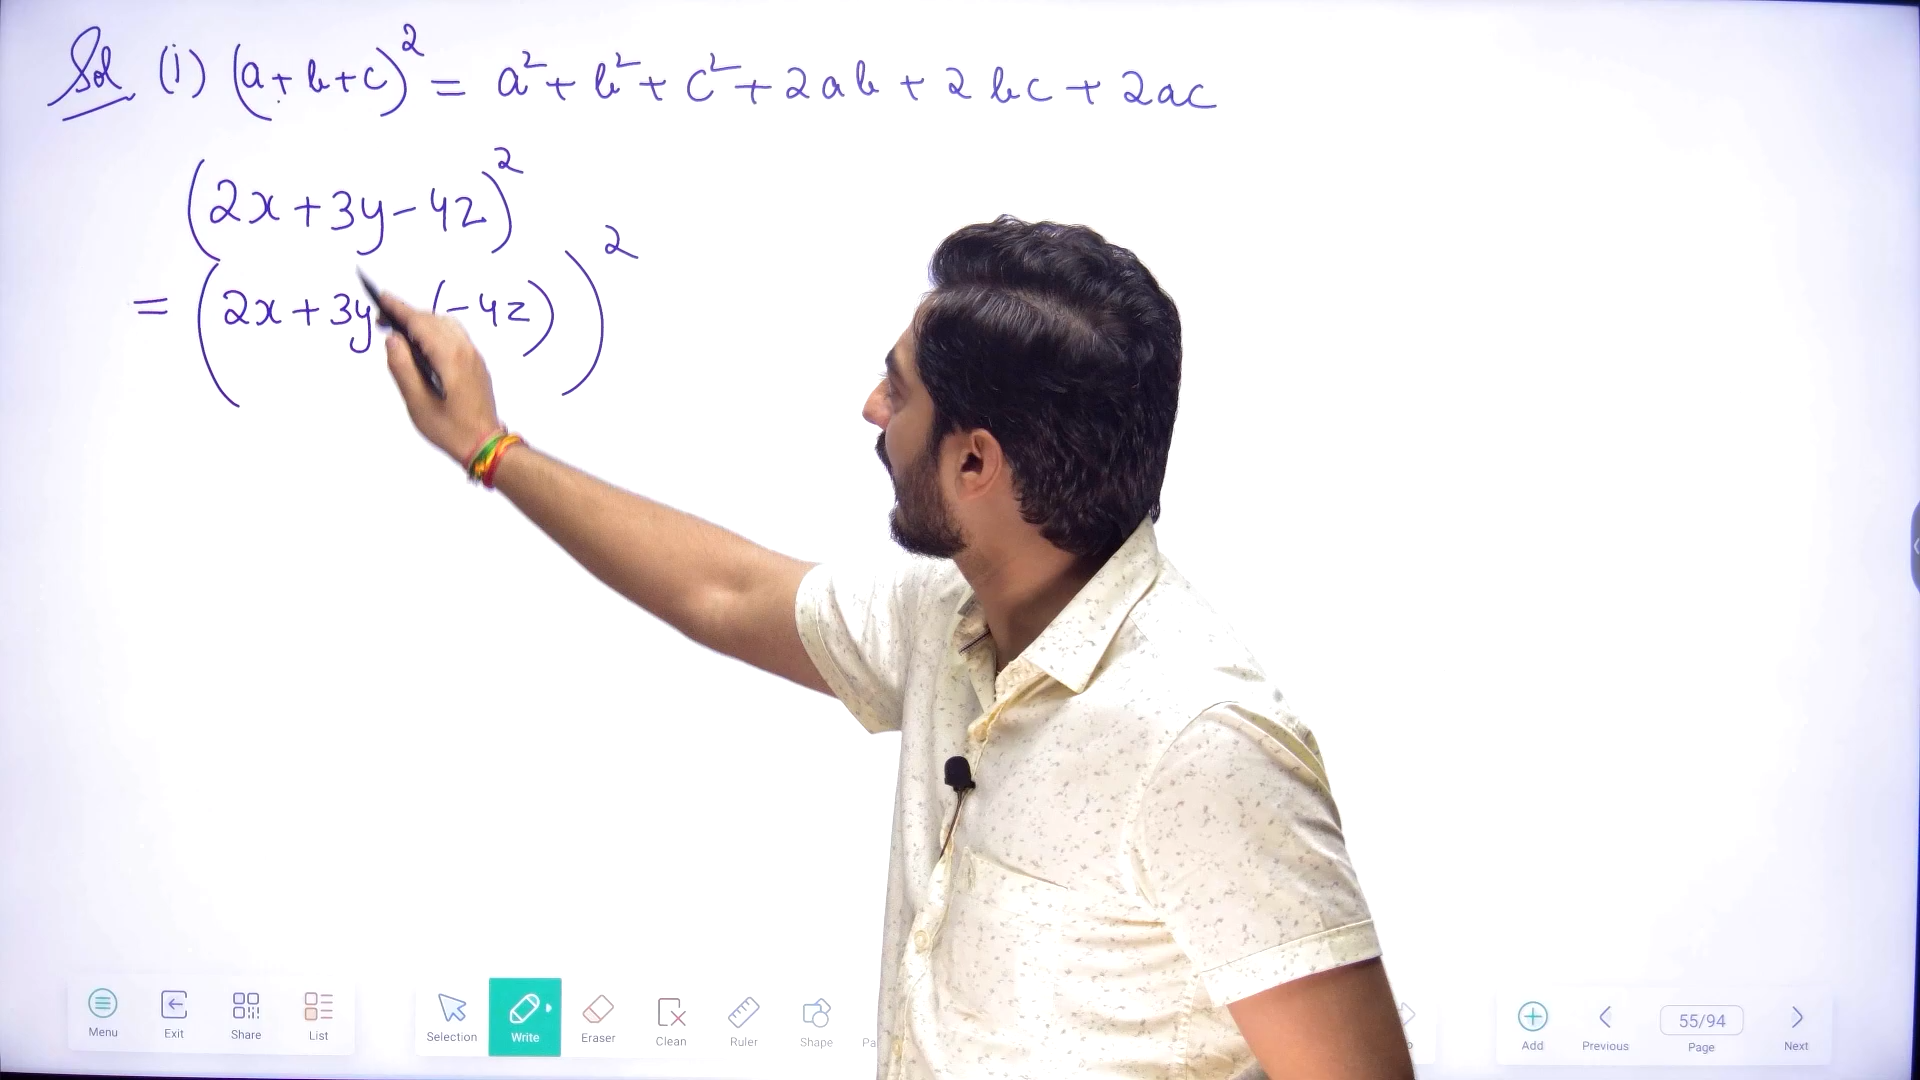 Sol (i) (a+b+c)² = a²+b²+c²+2ab+2bc+2ac
(2x+3y-4z)²
= (2x+3y (-4z))²
Menu Exit Share List Selection Write Eraser Clean Ruler Shape Add Previous 55/94 Page Next